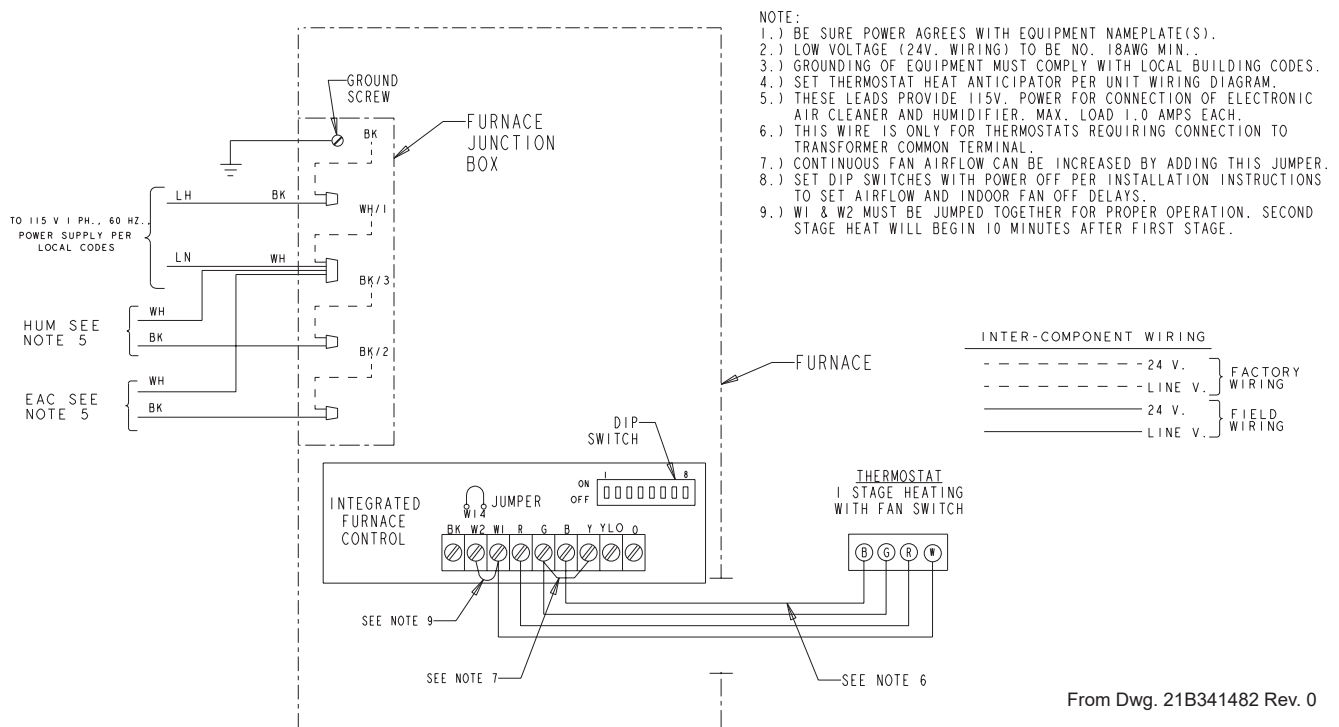 NOTE:
1.) BE SURE POWER AGREES WITH EQUIPMENT NAMEPLATE(S).
2.) LOW VOLTAGE (24V. WIRING) TO BE NO. 18AWG MIN..
3.) GROUNDING OF EQUIPMENT MUST COMPLY WITH LOCAL BUILDING CODES.
4.) SET THERMOSTAT HEAT ANTICIPATOR PER UNIT WIRING DIAGRAM.
5.) THESE LEADS PROVIDE 115V. POWER FOR CONNECTION OF ELECTRONIC
AIR CLEANER AND HUMIDIFIER. MAX. LOAD 1.0 AMPS EACH.
6.) THIS WIRE IS ONLY FOR THERMOSTATS REQUIRING CONNECTION TO
TRANSFORMER COMMON TERMINAL.
7.) CONTINUOUS FAN AIRFLOW CAN BE INCREASED BY ADDING THIS JUMPER.
8.) SET DIP SWITCHES WITH POWER OFF PER INSTALLATION INSTRUCTIONS
TO SET AIRFLOW AND INDOOR FAN OFF DELAYS.
9.) W1 & W2 MUST BE JUMPED TOGETHER FOR PROPER OPERATION. SECOND
STAGE HEAT WILL BEGIN 10 MINUTES AFTER FIRST STAGE.
GROUND
SCREW
BK
FURNACE
JUNCTION
BOX
LH BK
WH/1
TO 115 V 1 PH., 60 HZ.,
POWER SUPPLY PER
LOCAL CODES
LN WH
BK/3
HUM SEE
NOTE 5
WH
BK
BK/2
EAC SEE
NOTE 5
WH
BK
FURNACE
INTER-COMPONENT WIRING
24 V.
LINE V.
FACTORY
WIRING
24 V.
LINE V.
FIELD
WIRING
DIP
SWITCH
1 8
ON
OFF
INTEGRATED
FURNACE
CONTROL
JUMPER
W14
BK W2 W1 R G B Y YLO O
THERMOSTAT
1 STAGE HEATING
WITH FAN SWITCH
B G R W
SEE NOTE 9
SEE NOTE 7
SEE NOTE 6
From Dwg. 21B341482 Rev. 0